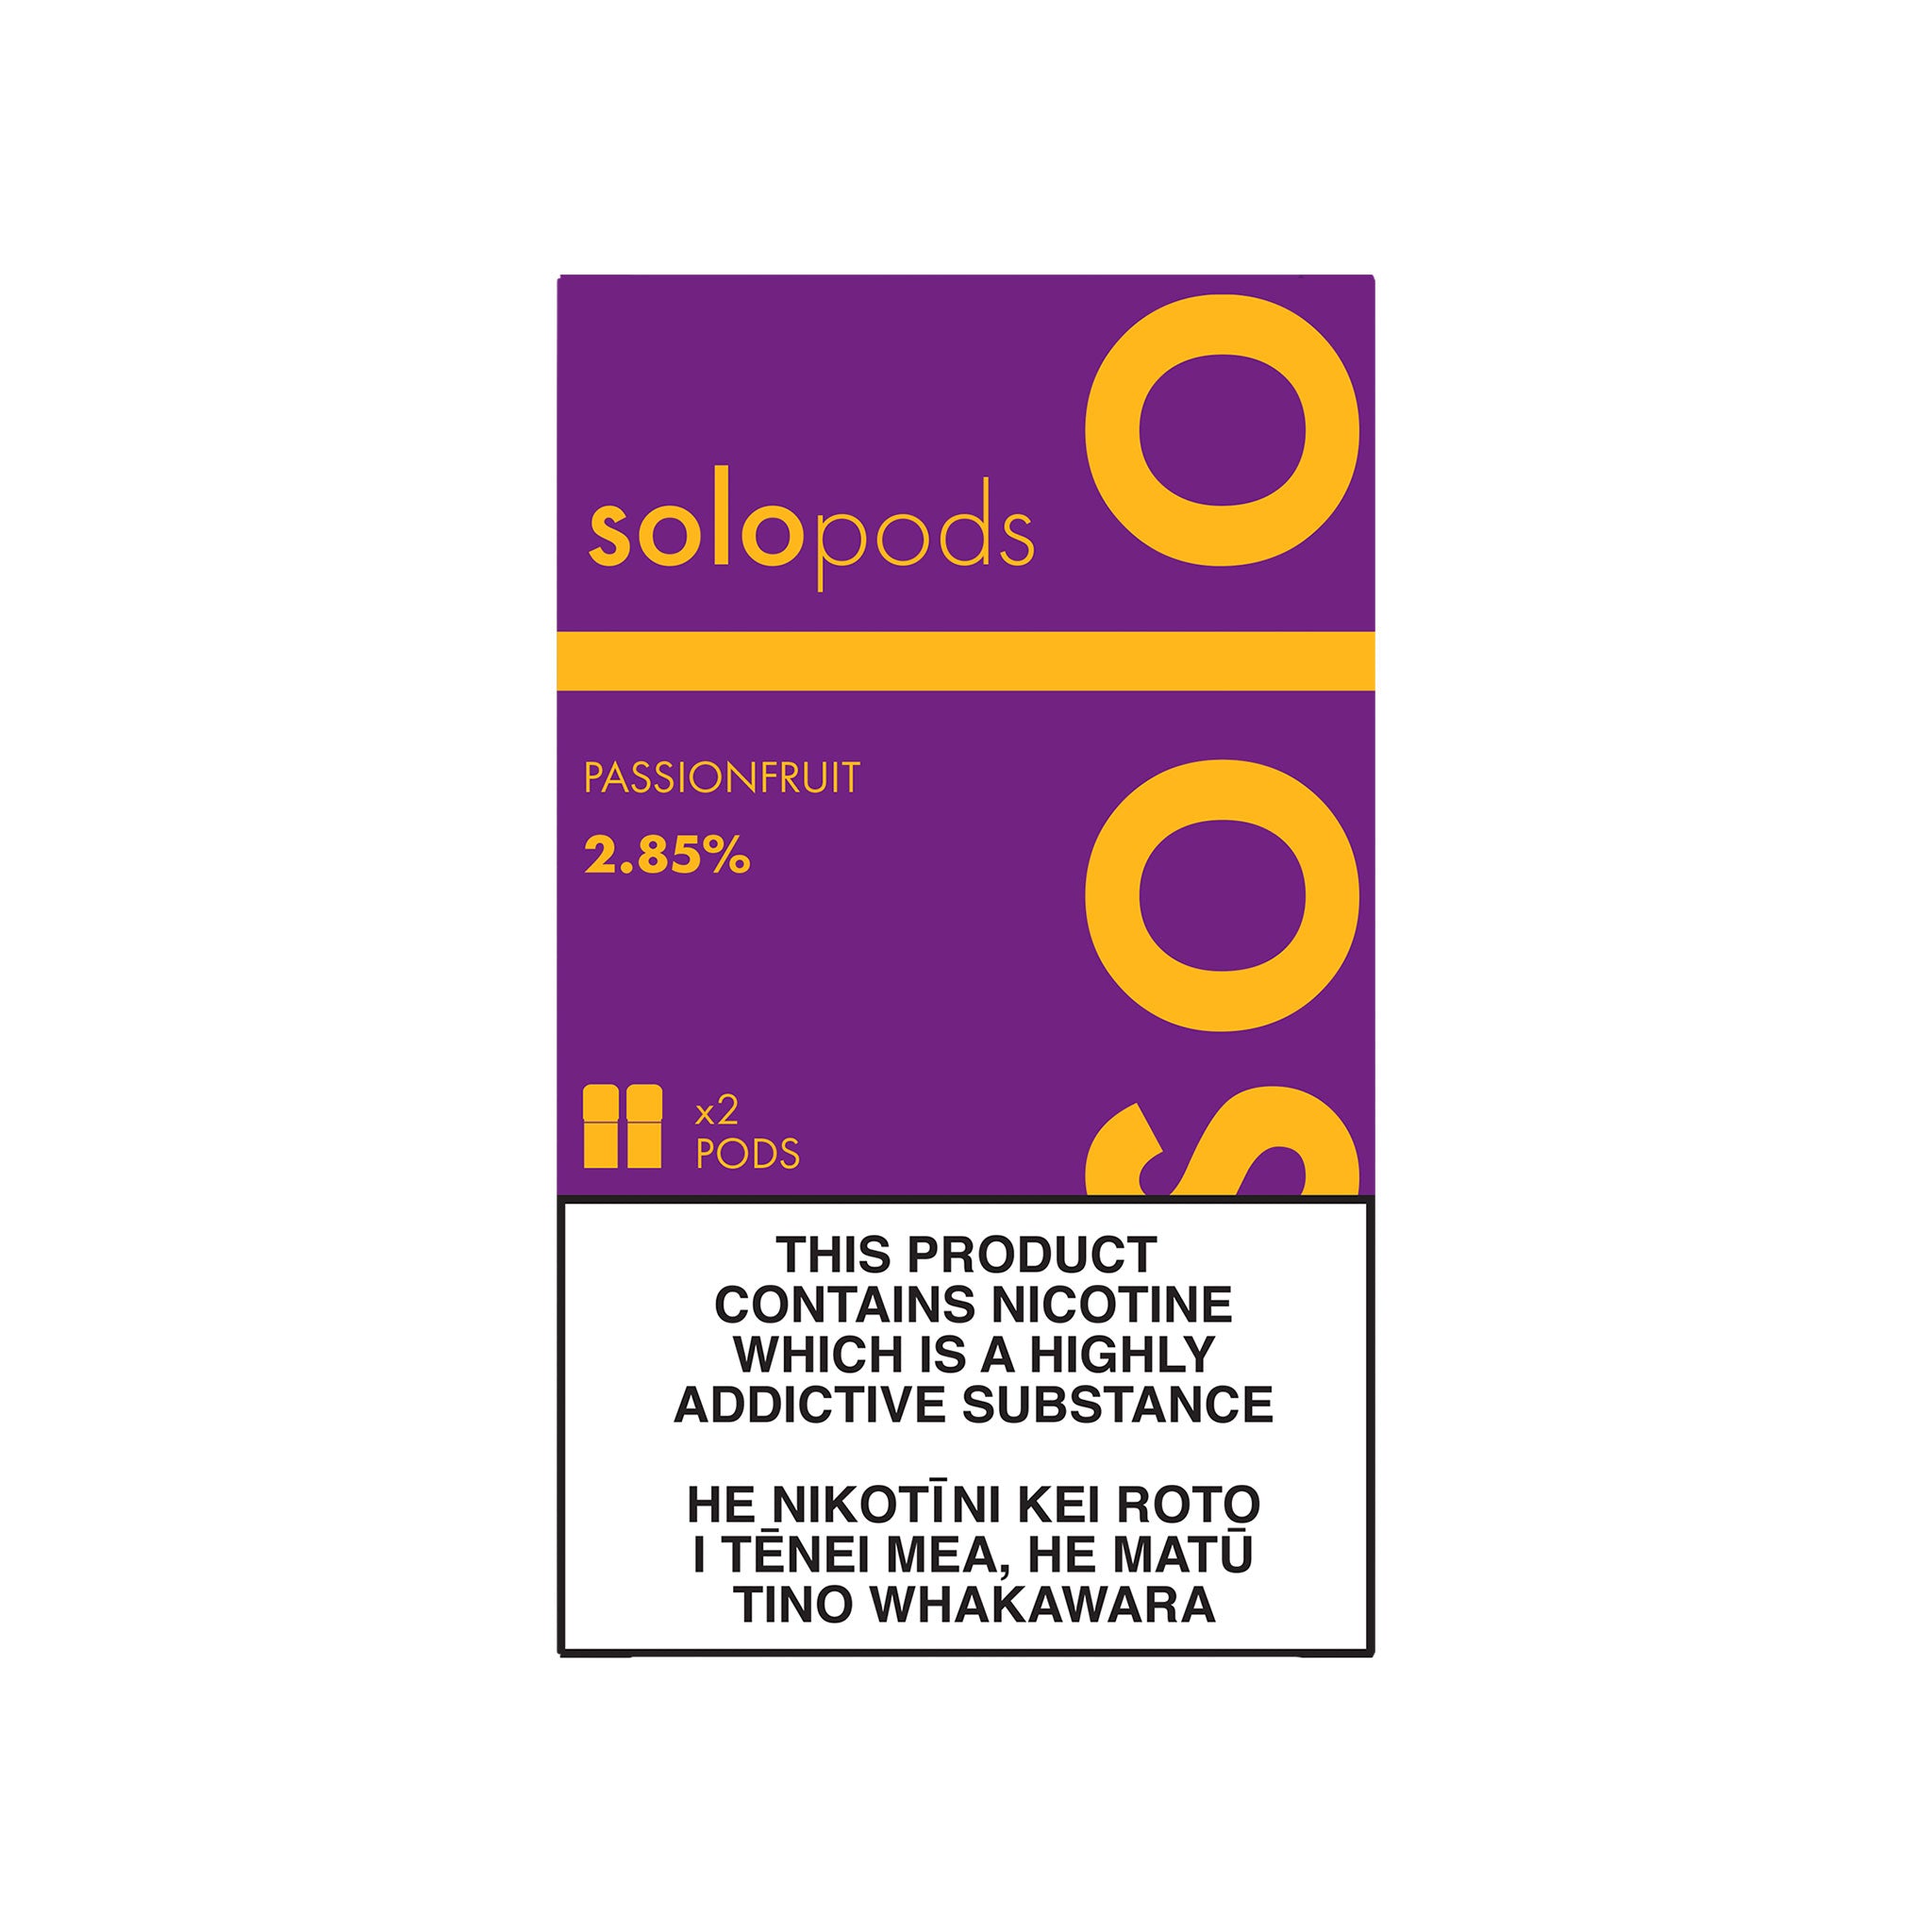 solopods
PASSIONFRUIT
2.85%
x2
PODS
SOO
THIS PRODUCT
CONTAINS NICOTINE
WHICH IS A HIGHLY
ADDICTIVE SUBSTANCE
HE NIKOTĪNI KEI ROTO
I TĒNEI MEA, HE MATŪ
TINO WHAKAWARA